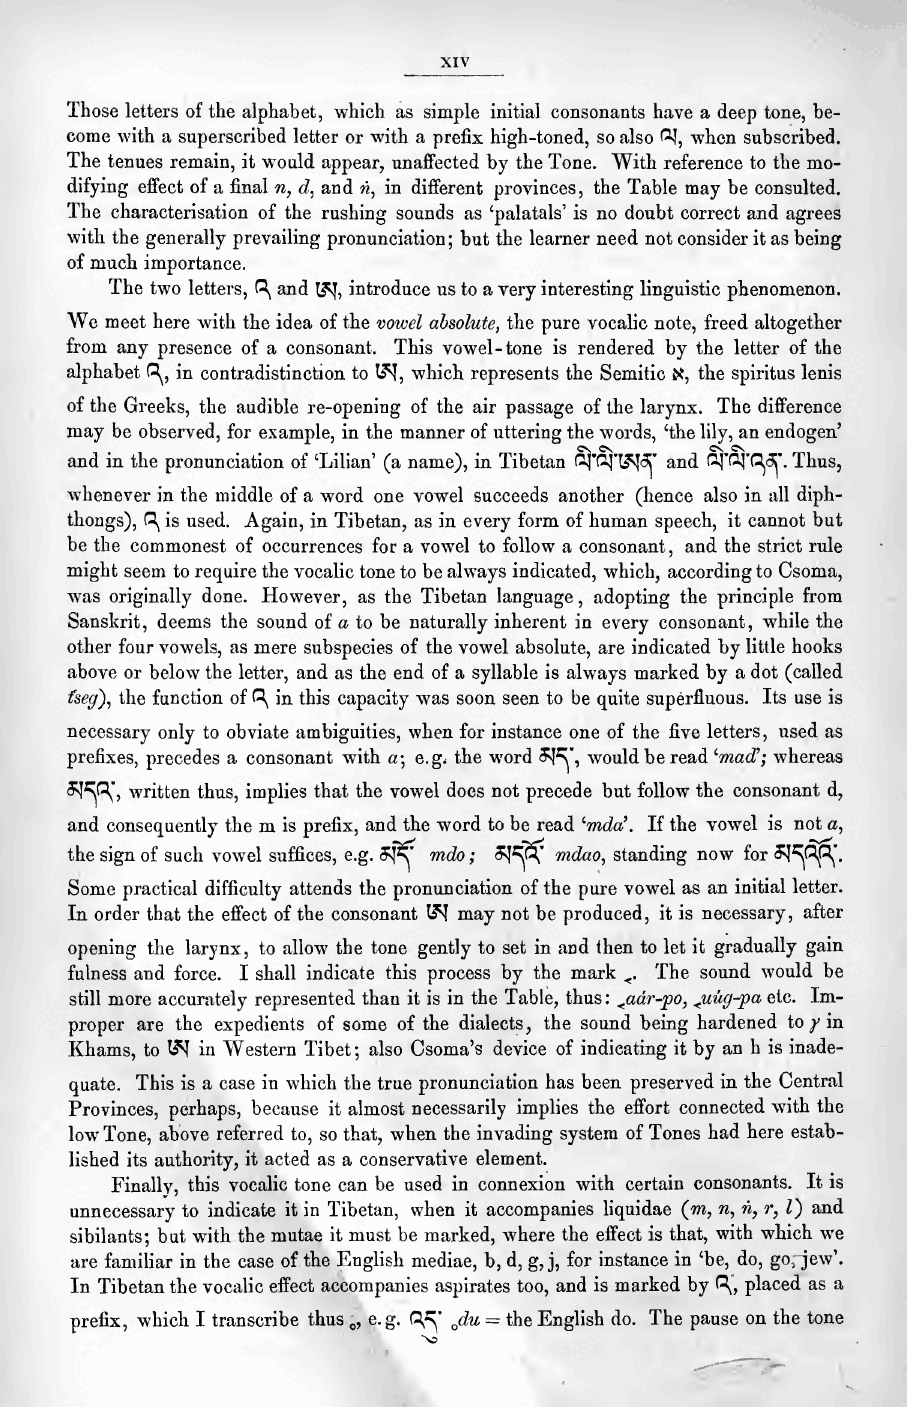 XIV
Those letters of the alphabet, which as simple initial consonants have a deep tone, be-
come with a superscribed letter or with a prefix high-toned, so also ལ, when subscribed.
The tenues remain, it would appear, unaffected by the Tone. With reference to the mo-
difying effect of a final n, d, and ṅ, in different provinces, the Table may be consulted.
The characterisation of the rushing sounds as ‘palatals’ is no doubt correct and agrees
with the generally prevailing pronunciation; but the learner need not consider it as being
of much importance.
The two letters, འ and ཨ, introduce us to a very interesting linguistic phenomenon.
We meet here with the idea of the vowel absolute, the pure vocalic note, freed altogether
from any presence of a consonant. This vowel-tone is rendered by the letter of the
alphabet འ, in contradistinction to ཨ, which represents the Semitic א, the spiritus lenis
of the Greeks, the audible re-opening of the air passage of the larynx. The difference
may be observed, for example, in the manner of uttering the words, ‘the lily, an endogen’
and in the pronunciation of ‘Lilian’ (a name), in Tibetan ལི་ལི་ཨན་ and ལི་ལི་འན་. Thus,
whenever in the middle of a word one vowel succeeds another (hence also in all diph-
thongs), འ is used. Again, in Tibetan, as in every form of human speech, it cannot but
be the commonest of occurrences for a vowel to follow a consonant, and the strict rule
might seem to require the vocalic tone to be always indicated, which, according to Csoma,
was originally done. However, as the Tibetan language, adopting the principle from
Sanskrit, deems the sound of a to be naturally inherent in every consonant, while the
other four vowels, as mere subspecies of the vowel absolute, are indicated by little hooks
above or below the letter, and as the end of a syllable is always marked by a dot (called
ťseg), the function of འ in this capacity was soon seen to be quite superfluous. Its use is
necessary only to obviate ambiguities, when for instance one of the five letters, used as
prefixes, precedes a consonant with a; e.g. the word མད་, would be read ‘mad’; whereas
མདའ་, written thus, implies that the vowel does not precede but follow the consonant d,
and consequently the m is prefix, and the word to be read ‘mda’. If the vowel is not a,
the sign of such vowel suffices, e.g. མདོ་ mdo; མདའོ་ mdao, standing now for མདའའོ་.
Some practical difficulty attends the pronunciation of the pure vowel as an initial letter.
In order that the effect of the consonant ཨ may not be produced, it is necessary, after
opening the larynx, to allow the tone gently to set in and then to let it gradually gain
fulness and force. I shall indicate this process by the mark ˱. The sound would be
still more accurately represented than it is in the Table, thus: ˱aár-po, ˱uúg-pa etc. Im-
proper are the expedients of some of the dialects, the sound being hardened to γ in
Khams, to ཨ in Western Tibet; also Csoma’s device of indicating it by an h is inade-
quate. This is a case in which the true pronunciation has been preserved in the Central
Provinces, perhaps, because it almost necessarily implies the effort connected with the
low Tone, above referred to, so that, when the invading system of Tones had here estab-
lished its authority, it acted as a conservative element.
Finally, this vocalic tone can be used in connexion with certain consonants. It is
unnecessary to indicate it in Tibetan, when it accompanies liquidae (m, n, ṅ, r, l) and
sibilants; but with the mutae it must be marked, where the effect is that, with which we
are familiar in the case of the English mediae, b, d, g, j, for instance in ‘be, do, go, jew’.
In Tibetan the vocalic effect accompanies aspirates too, and is marked by འ, placed as a
prefix, which I transcribe thus ₒ, e.g. འདུ་ ₒdu = the English do. The pause on the tone